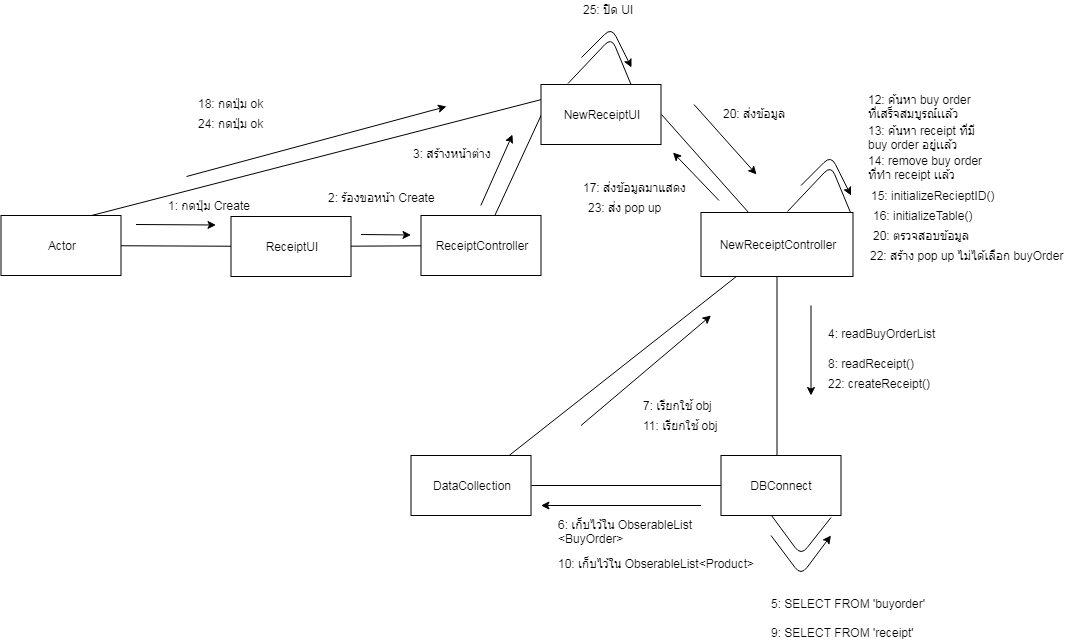 25: ปิด UI
NewReceiptUI
18: กดปุ่ม ok
24: กดปุ่ม ok
3: สร้างหน้าต่าง
20: ส่งข้อมูล
12: ค้นหา buy order
ที่เสร็จสมบูรณ์แล้ว
13: ค้นหา receipt ที่มี
buy order อยู่แล้ว
14: remove buy order
ที่ทำ receipt แล้ว
15: initializeRecieptID()
16: initializeTable()
20: ตรวจสอบข้อมูล
22: สร้าง pop up ไม่ได้เลือก buyOrder
17: ส่งข้อมูลมาแสดง
23: ส่ง pop up
1: กดปุ่ม Create
2: ร้องขอหน้า Create
Actor
ReceiptUI
ReceiptController
NewReceiptController
4: readBuyOrderList
8: readReceipt()
22: createReceipt()
7: เรียกใช้ obj
11: เรียกใช้ obj
DataCollection
DBConnect
6: เก็บไว้ใน ObserableList
<BuyOrder>
10: เก็บไว้ใน ObserableList<Product>
5: SELECT FROM 'buyorder'
9: SELECT FROM 'receipt'